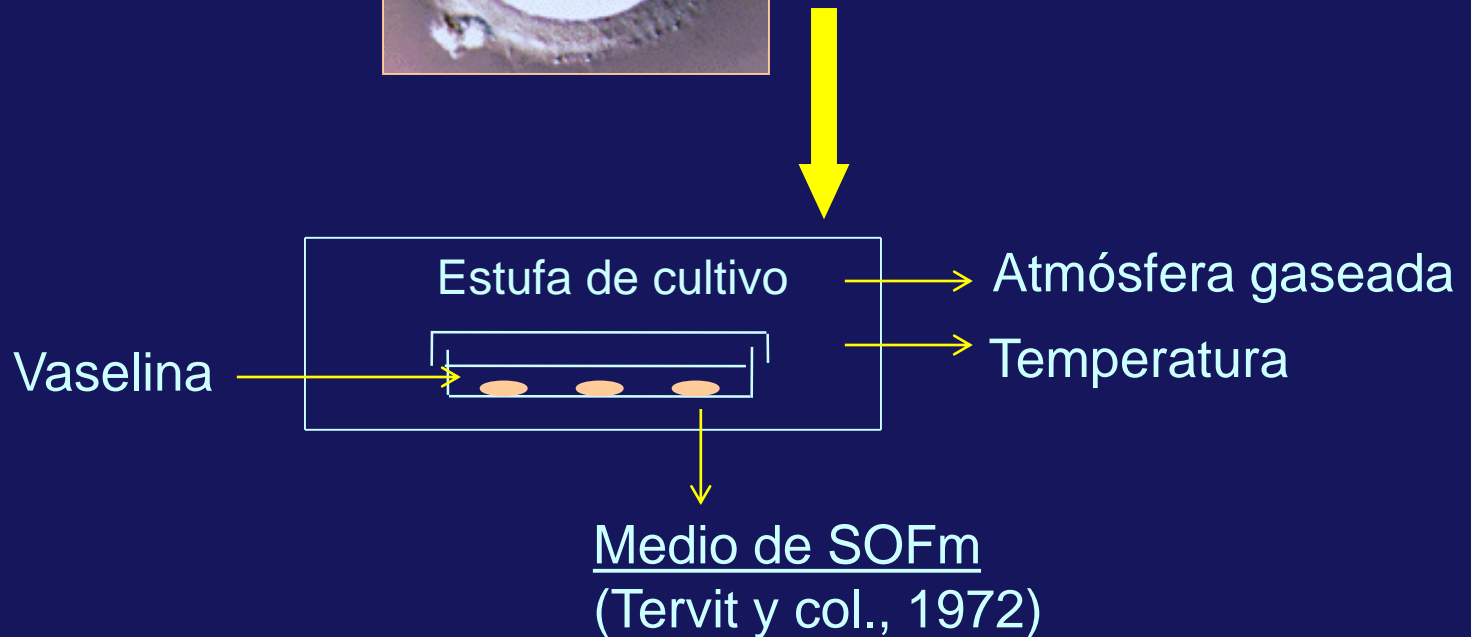 Estufa de cultivo
Atmósfera gaseada
Vaselina
Temperatura
Medio de SOFm
(Tervit y col., 1972)